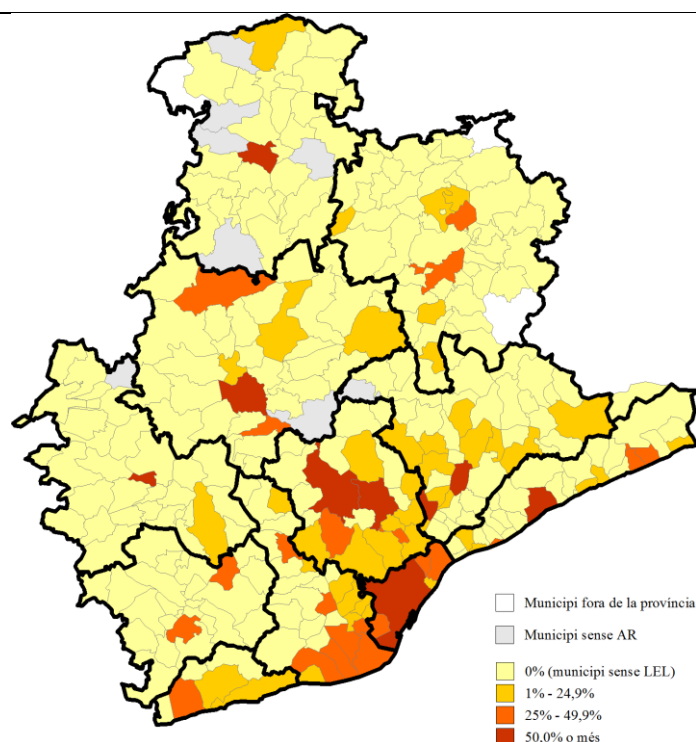 Municipi fora de la província
Municipi sense AR
0% (municipi sense LEL)
1% - 24,9%
25% - 49,9%
50,0% o més